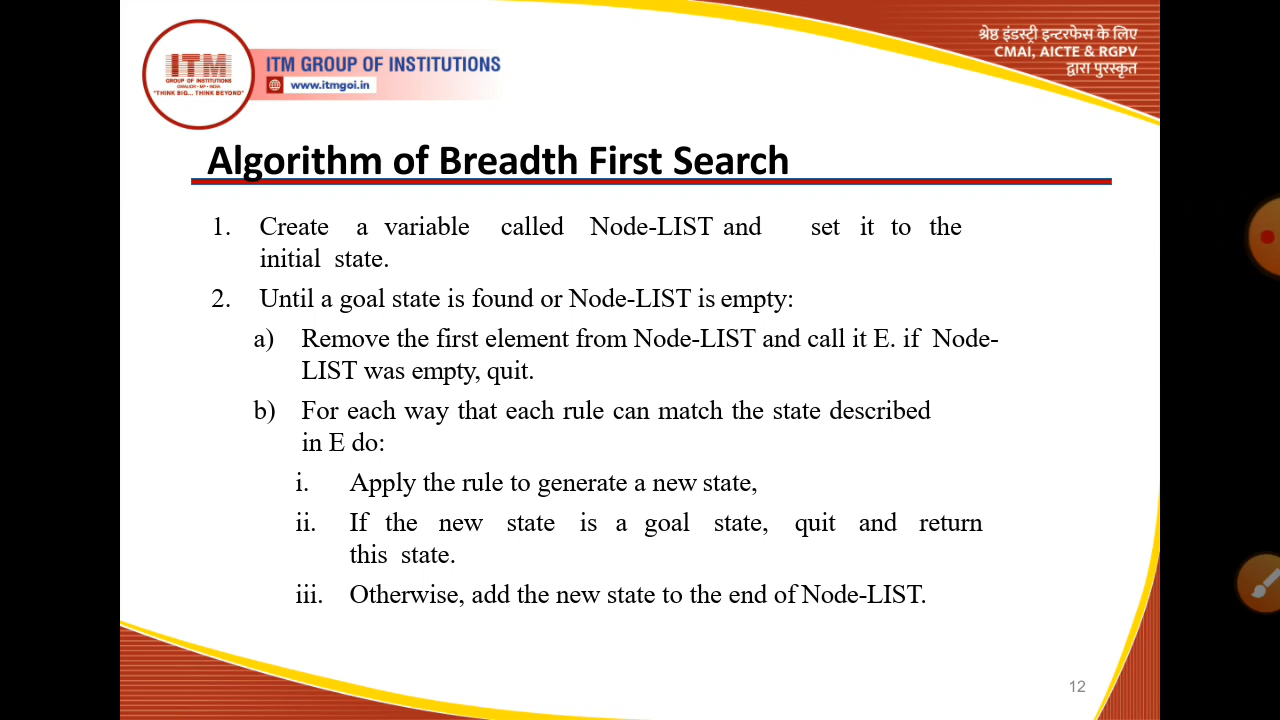 श्रेष्ठ इंडस्ट्री इन्टरफेस के लिए
CMAI, AICTE & RGPV
द्वारा पुरस्कृत
ITM
GROUP OF INSTITUTIONS
GWALIOR • MP • INDIA
"THINK BIG... THINK BEYOND"
ITM GROUP OF INSTITUTIONS
www.itmgoi.in
Algorithm of Breadth First Search
1. Create a variable called Node-LIST and set it to the
initial state.
2. Until a goal state is found or Node-LIST is empty:
a) Remove the first element from Node-LIST and call it E. if Node-
LIST was empty, quit.
b) For each way that each rule can match the state described
in E do:
i. Apply the rule to generate a new state,
ii. If the new state is a goal state, quit and return
this state.
iii. Otherwise, add the new state to the end of Node-LIST.
12